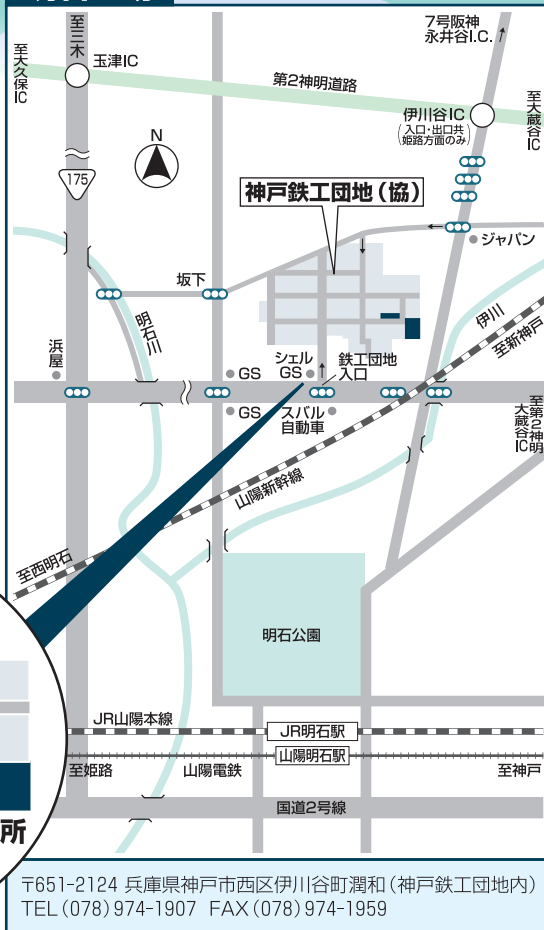 7号阪神
永井谷I.C.
至三木
至大久保IC
玉津IC
第2神明道路
伊川谷IC
(入口・出口共
姫路方面のみ)
至大蔵谷IC
N
175
神戸鉄工団地(協)
ジャパン
坂下
明石川
伊川
至新神戸
浜屋
GS
シェル
GS
鉄工団地
入口
GS
スバル
自動車
至第2神明
大蔵谷IC
山陽新幹線
至西明石
明石公園
JR山陽本線
JR明石駅
山陽明石駅
至姫路
山陽電鉄
至神戸
国道2号線
所
〒651-2124 兵庫県神戸市西区伊川谷町潤和(神戸鉄工団地内)
TEL(078)974-1907 FAX(078)974-1959